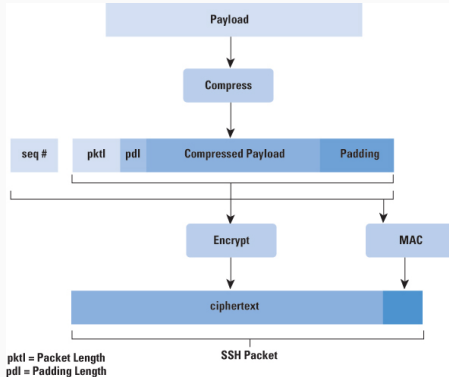 Payload
Compress
seq # pktl pdl Compressed Payload Padding
Encrypt MAC
ciphertext
SSH Packet
pktl = Packet Length
pdl = Padding Length